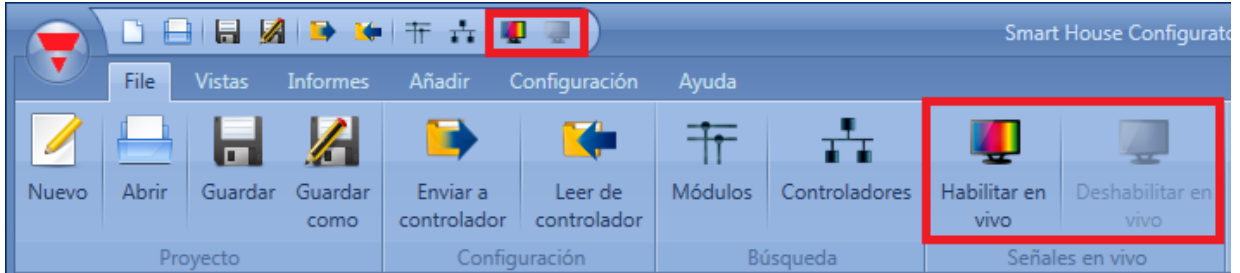 Smart House Configurato
File Vistas Informes Añadir Configuración Ayuda
Nuevo Abrir Guardar Guardar como Enviar a controlador Leer de controlador Módulos Controladores Habilitar en vivo Deshabilitar en vivo
Proyecto Configuración Búsqueda Señales en vivo